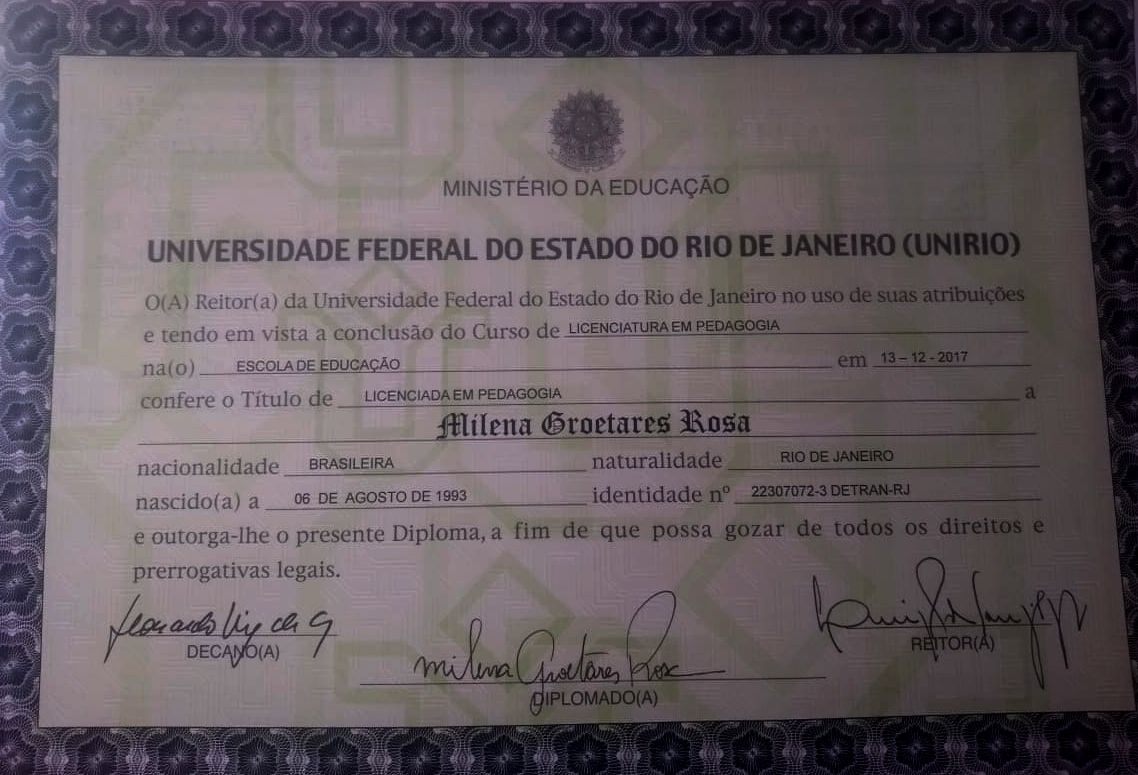 MINISTÉRIO DA EDUCAÇÃO
UNIVERSIDADE FEDERAL DO ESTADO DO RIO DE JANEIRO (UNIRIO)
O(A) Reitor(a) da Universidade Federal do Estado do Rio de Janeiro no uso de suas atribuições
e tendo em vista a conclusão do Curso de LICENCIATURA EM PEDAGOGIA
na(o) ESCOLA DE EDUCAÇÃO em 13 – 12 - 2017
confere o Título de LICENCIADA EM PEDAGOGIA a
Milena Groetares Rosa
nacionalidade BRASILEIRA naturalidade RIO DE JANEIRO
nascido(a) a 06 DE AGOSTO DE 1993 identidade nº 22307072-3 DETRAN-RJ
e outorga-lhe o presente Diploma, a fim de que possa gozar de todos os direitos e
prerrogativas legais.
DECANO(A)
REITOR(A)
Milena Groetares Rosa
DIPLOMADO(A)